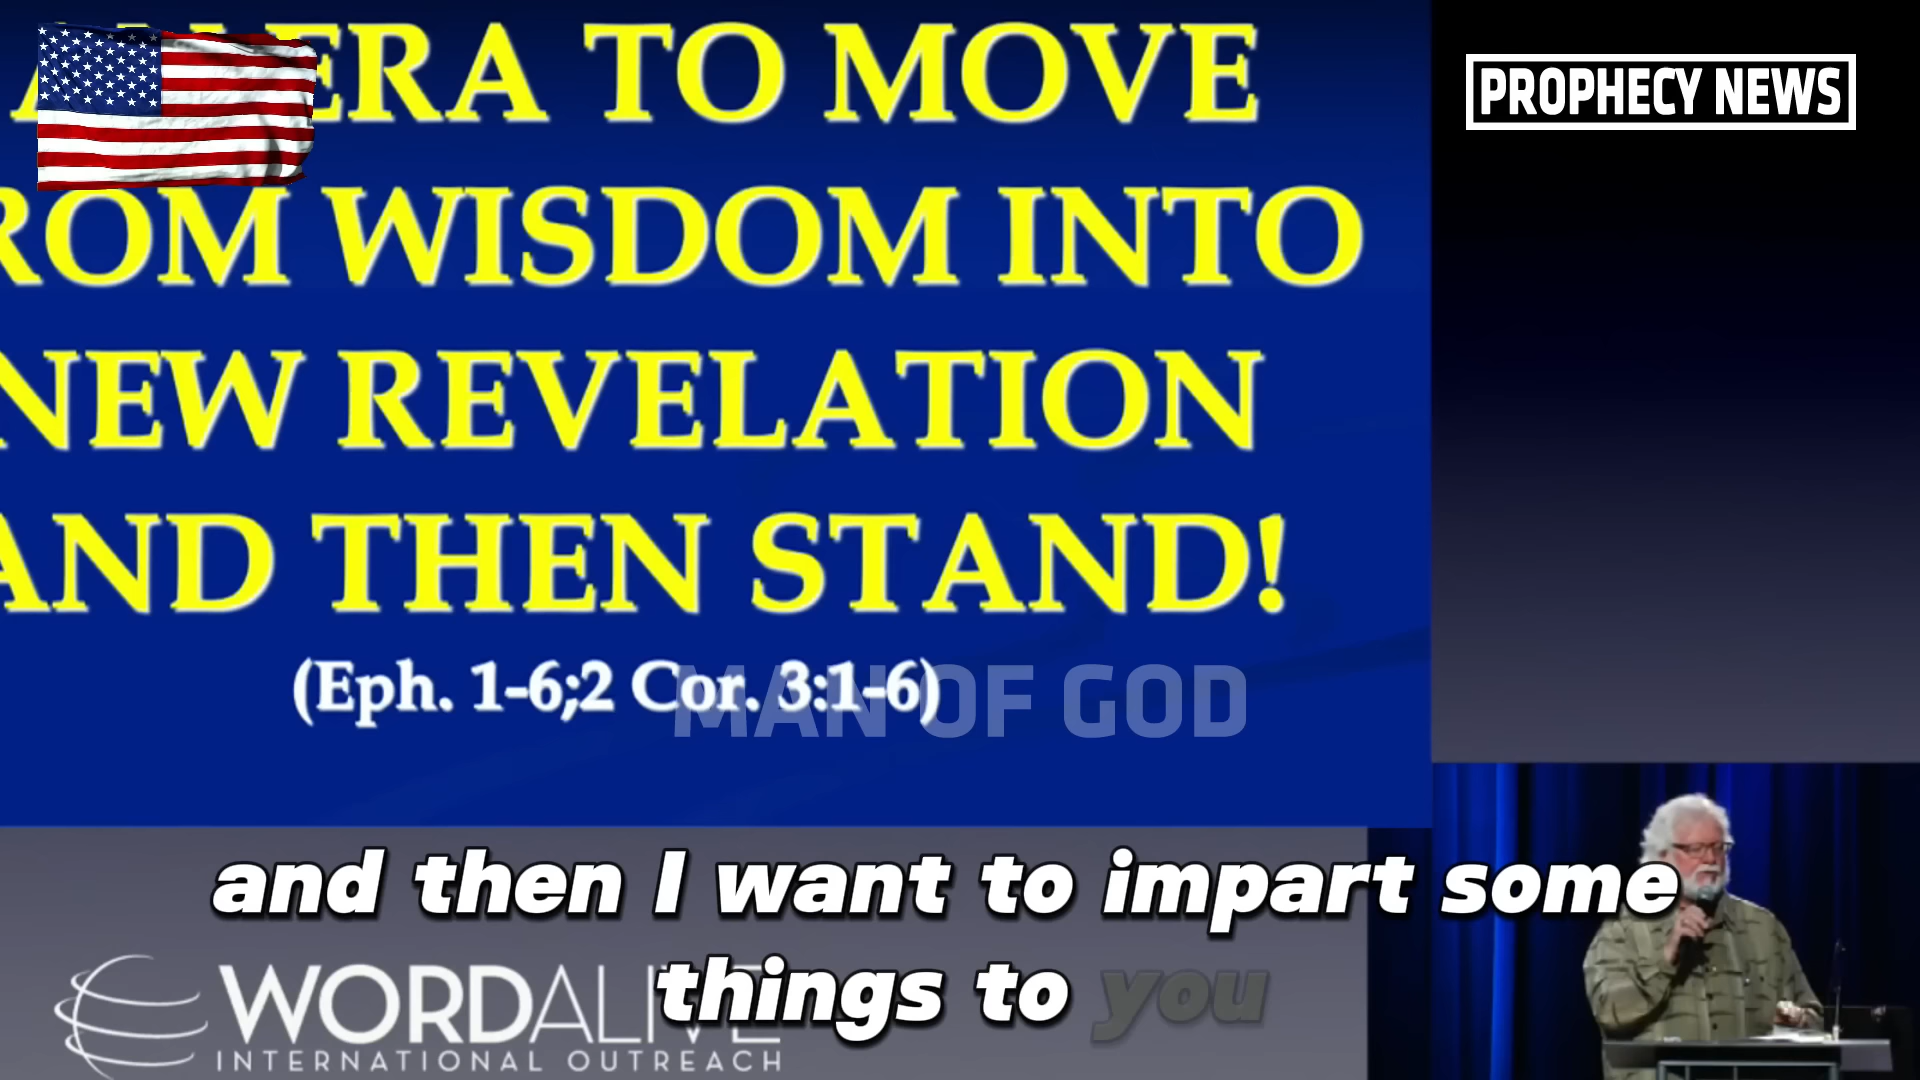 ERA TO MOVE
PROPHECY NEWS
ROM WISDOM INTO
NEW REVELATION
AND THEN STAND!
(Eph. 1-6;2 Cor. 3:1-6)
MAN OF GOD
and then I want to impart some
things to you
WORDALIVE
INTERNATIONAL OUTREACH